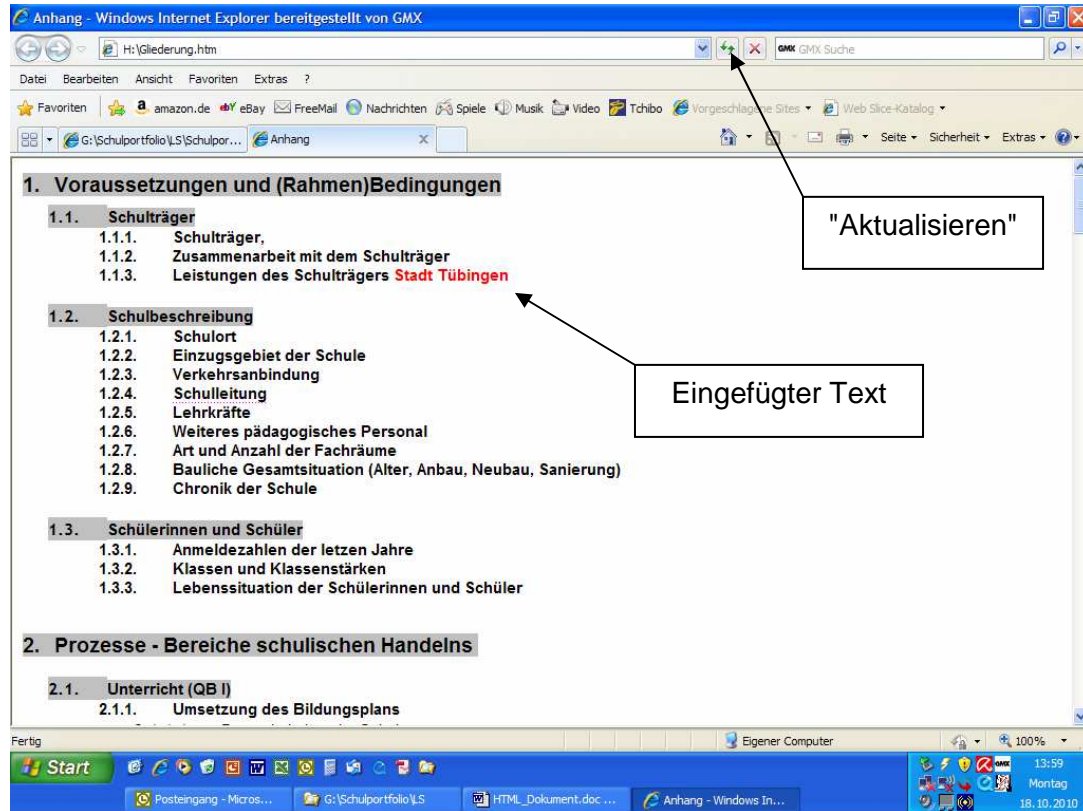 Anhang - Windows Internet Explorer bereitgestellt von GMX
H:\Gliederung.htm
GMX GMX Suche
Datei Bearbeiten Ansicht Favoriten Extras ?
Favoriten amazon.de eBay FreeMail Nachrichten Spiele Musik Video Tchibo Vorgeschlagene Sites Web Slice-Katalog
G:\Schulportfolio\LS\Schulpor... Anhang X Seite Sicherheit Extras
"Aktualisieren"
1. Voraussetzungen und (Rahmen)Bedingungen
1.1. Schulträger
1.1.1. Schulträger,
1.1.2. Zusammenarbeit mit dem Schulträger
1.1.3. Leistungen des Schulträgers Stadt Tübingen
Eingefügter Text
1.2. Schulbeschreibung
1.2.1. Schulort
1.2.2. Einzugsgebiet der Schule
1.2.3. Verkehrsanbindung
1.2.4. Schulleitung
1.2.5. Lehrkräfte
1.2.6. Weiteres pädagogisches Personal
1.2.7. Art und Anzahl der Fachräume
1.2.8. Bauliche Gesamtsituation (Alter, Anbau, Neubau, Sanierung)
1.2.9. Chronik der Schule
1.3. Schülerinnen und Schüler
1.3.1. Anmeldezahlen der letzen Jahre
1.3.2. Klassen und Klassenstärken
1.3.3. Lebenssituation der Schülerinnen und Schüler
2. Prozesse - Bereiche schulischen Handelns
2.1. Unterricht (QB I)
2.1.1. Umsetzung des Bildungsplans
Fertig Eigener Computer 100%
Start 13:59
Montag
Posteingang - Micros... G:\Schulportfolio\LS HTML_Dokument.doc ... Anhang - Windows In... 18.10.2010